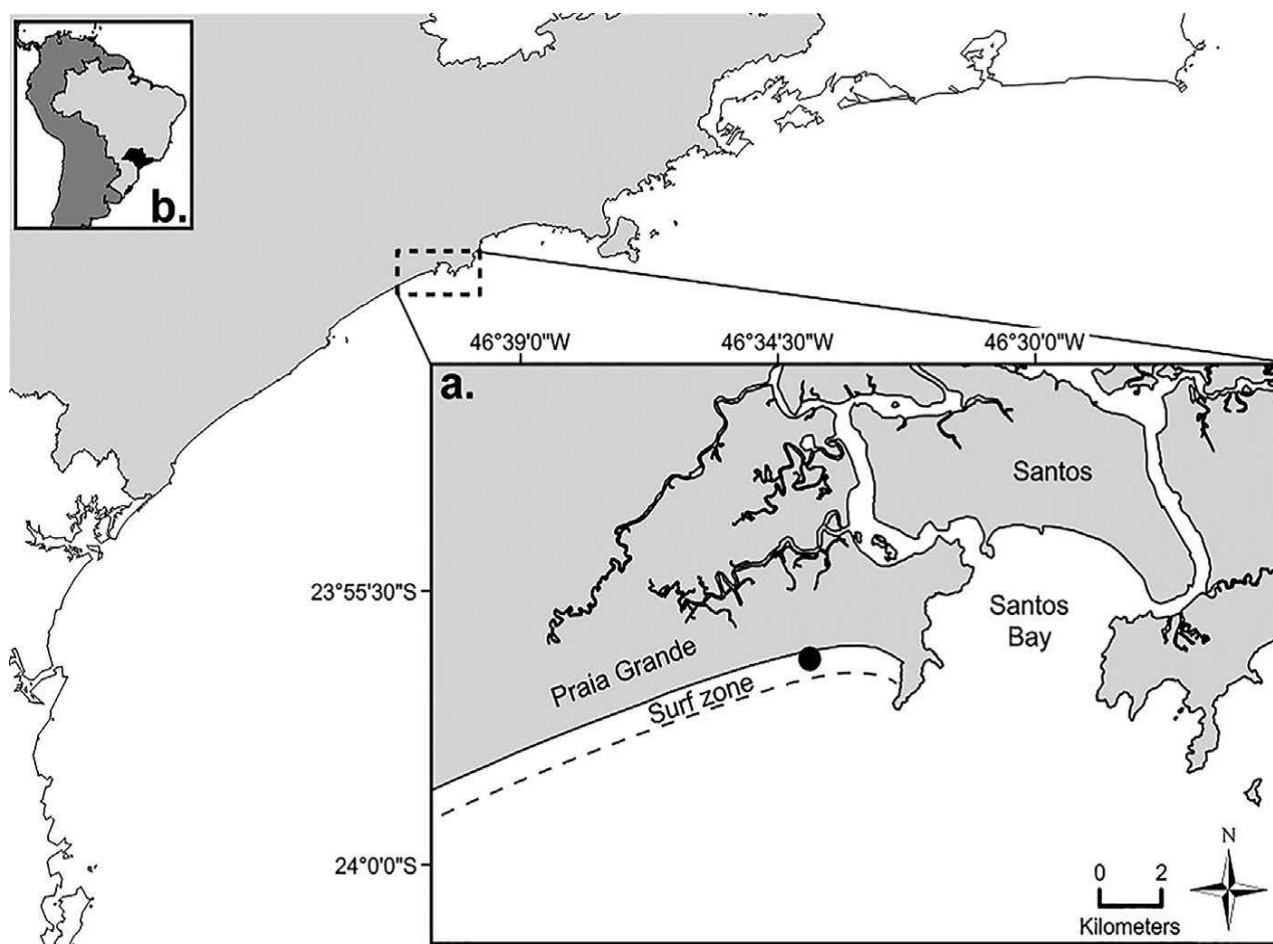 b.
46°39'0"W
46°34'30"W
46°30'0"W
a.
Santos
23°55'30"S
Santos
Bay
Praia Grande
Surf zone
24°0'0"S
N
0 2
Kilometers